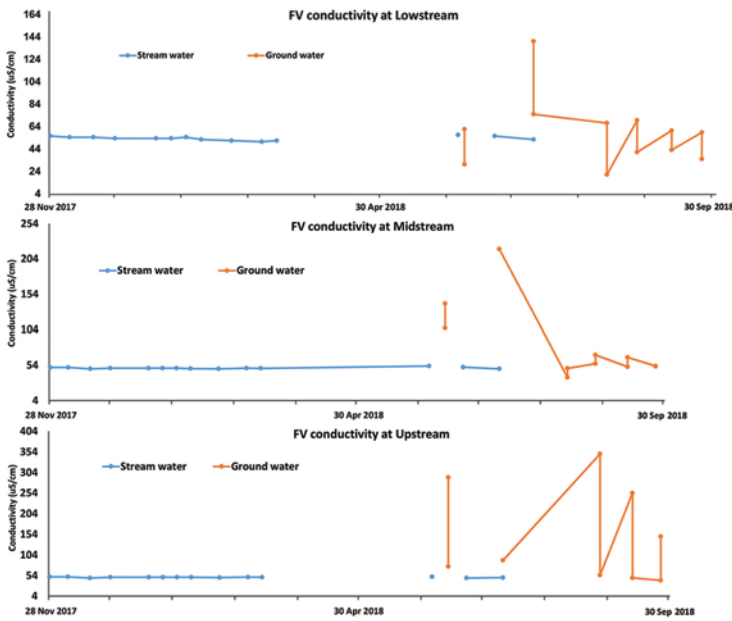 FV conductivity at Lowstream
Conductivity (uS/cm)
164
144
124
104
84
64
44
24
4
Stream water
Ground water
28 Nov 2017
30 Apr 2018
30 Sep 2018
FV conductivity at Midstream
Conductivity (uS/cm)
254
204
154
104
54
4
Stream water
Ground water
28 Nov 2017
30 Apr 2018
30 Sep 2018
FV conductivity at Upstream
Conductivity (uS/cm)
404
354
304
254
204
154
104
54
4
Stream water
Ground water
28 Nov 2017
30 Apr 2018
30 Sep 2018